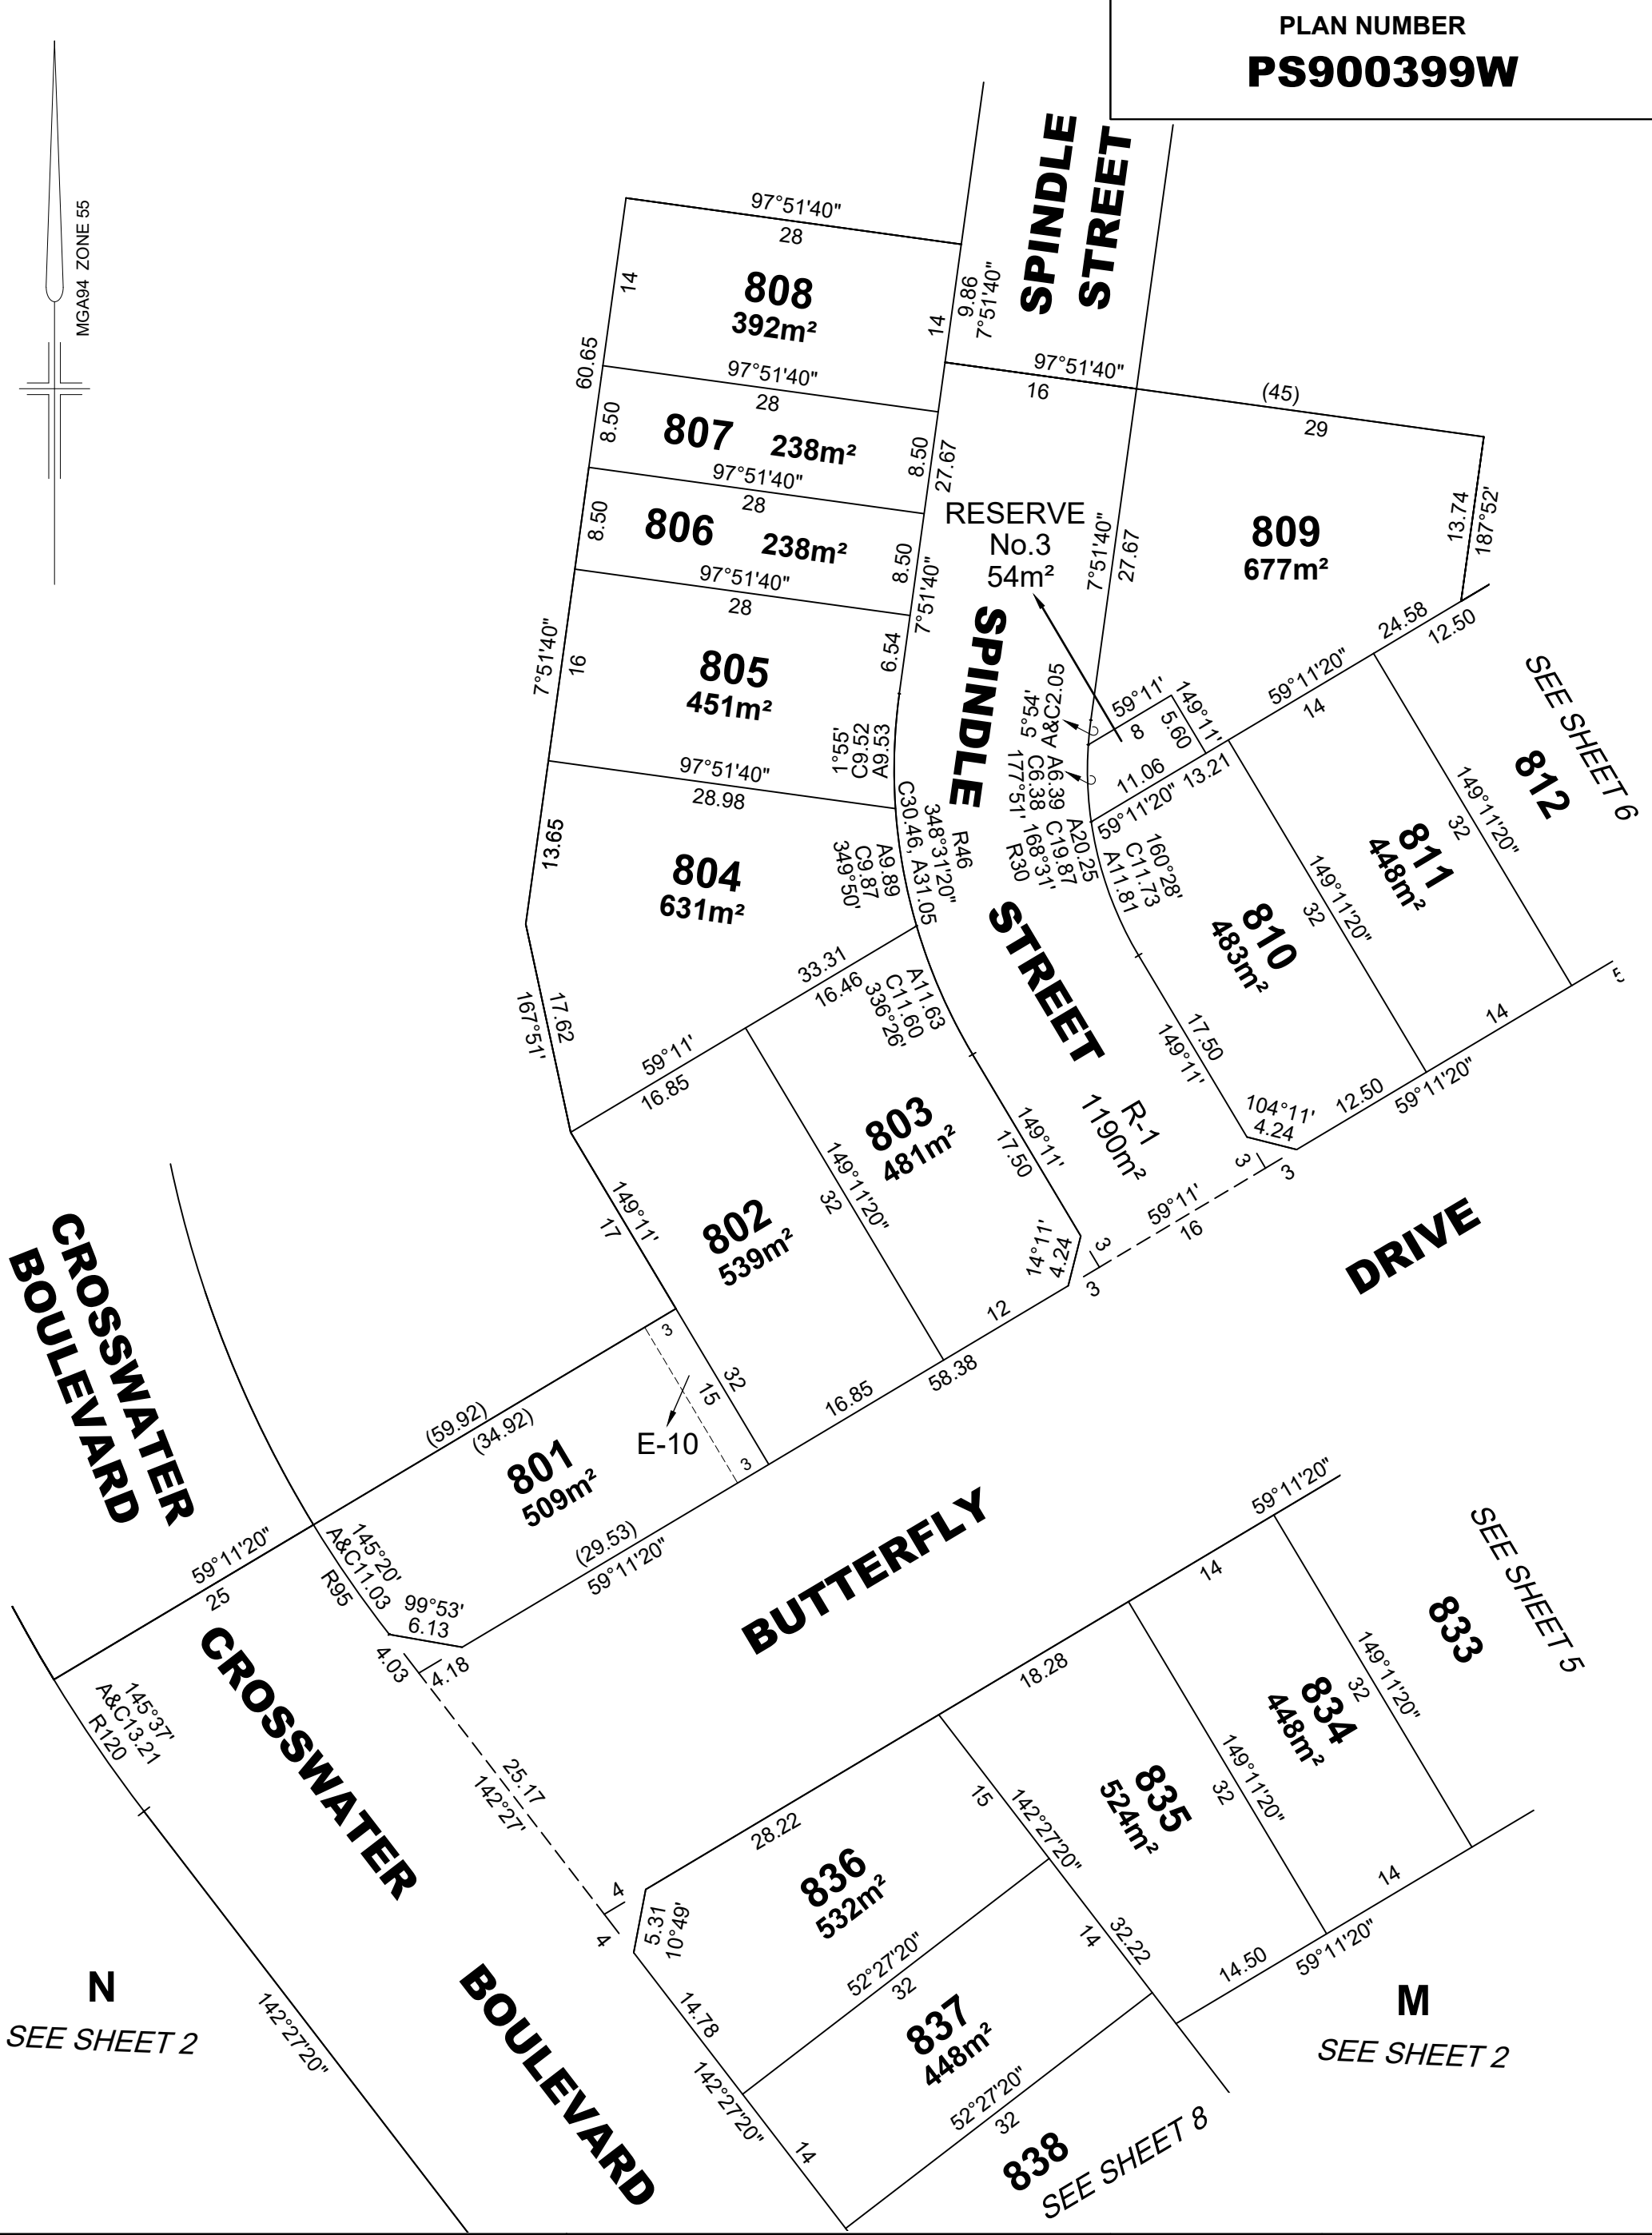 PLAN NUMBER
PS900399W
MGA94 ZONE 55
SPINDLE
STREET
97°51'40"
28
14
808
392m²
14
9.86
7°51'40"
60.65
97°51'40"
28
97°51'40"
16
(45)
29
8.50
807
238m²
8.50
27.67
97°51'40"
28
8.50
806
238m²
8.50
7°51'40"
97°51'40"
28
RESERVE
No.3
54m²
7°51'40"
27.67
809
677m²
13.74
187°52'
7°51'40"
16
805
451m²
6.54
1°55'
C9.52
A9.53
97°51'40"
28.98
SPINDLE
5°54'
A&C2.05
59°11'
8
149°11'
5.60
59°11'20"
14
24.58
12.50
SEE SHEET 6
177°51'
C6.38
A6.39
11.06
13.21
59°11'20"
13.65
804
631m²
349°50'
C9.87
A9.89
C30.46, A31.05
348°31'20"
R46
R30
168°31'
C19.87
A20.25
A11.81
C11.73
160°28'
149°11'20"
32
812
811
448m²
149°11'20"
32
810
483m²
17.62
167°51'
33.31
16.46
59°11'
16.85
336°26'
C11.60
A11.63
STREET
17.50
149°11'
14
12.50
59°11'20"
104°11'
4.24
3
3
R-1
1190m²
803
481m²
149°11'
17.50
149°11'20"
32
59°11'
16
14°11'
4.24
3
3
DRIVE
802
539m²
149°11'
17
12
58.38
16.85
CROSSWATER
BOULEVARD
3
32
15
E-10
3
(59.92)
(34.92)
801
509m²
(29.53)
59°11'20"
59°11'20"
25
145°20'
A&C11.03
R95
99°53'
6.13
4.03
4.18
BUTTERFLY
59°11'20"
14
SEE SHEET 5
833
145°37'
A&C13.21
R120
CROSSWATER
25.17
142°27'
18.28
149°11'20"
32
834
448m²
149°11'20"
32
835
524m²
15
142°27'20"
28.22
836
532m²
4
4
5.31
10°49'
32.22
14
14
14.50
59°11'20"
N
SEE SHEET 2
142°27'20"
BOULEVARD
14.78
142°27'20"
52°27'20"
32
837
448m²
M
SEE SHEET 2
52°27'20"
32
14
838
SEE SHEET 8